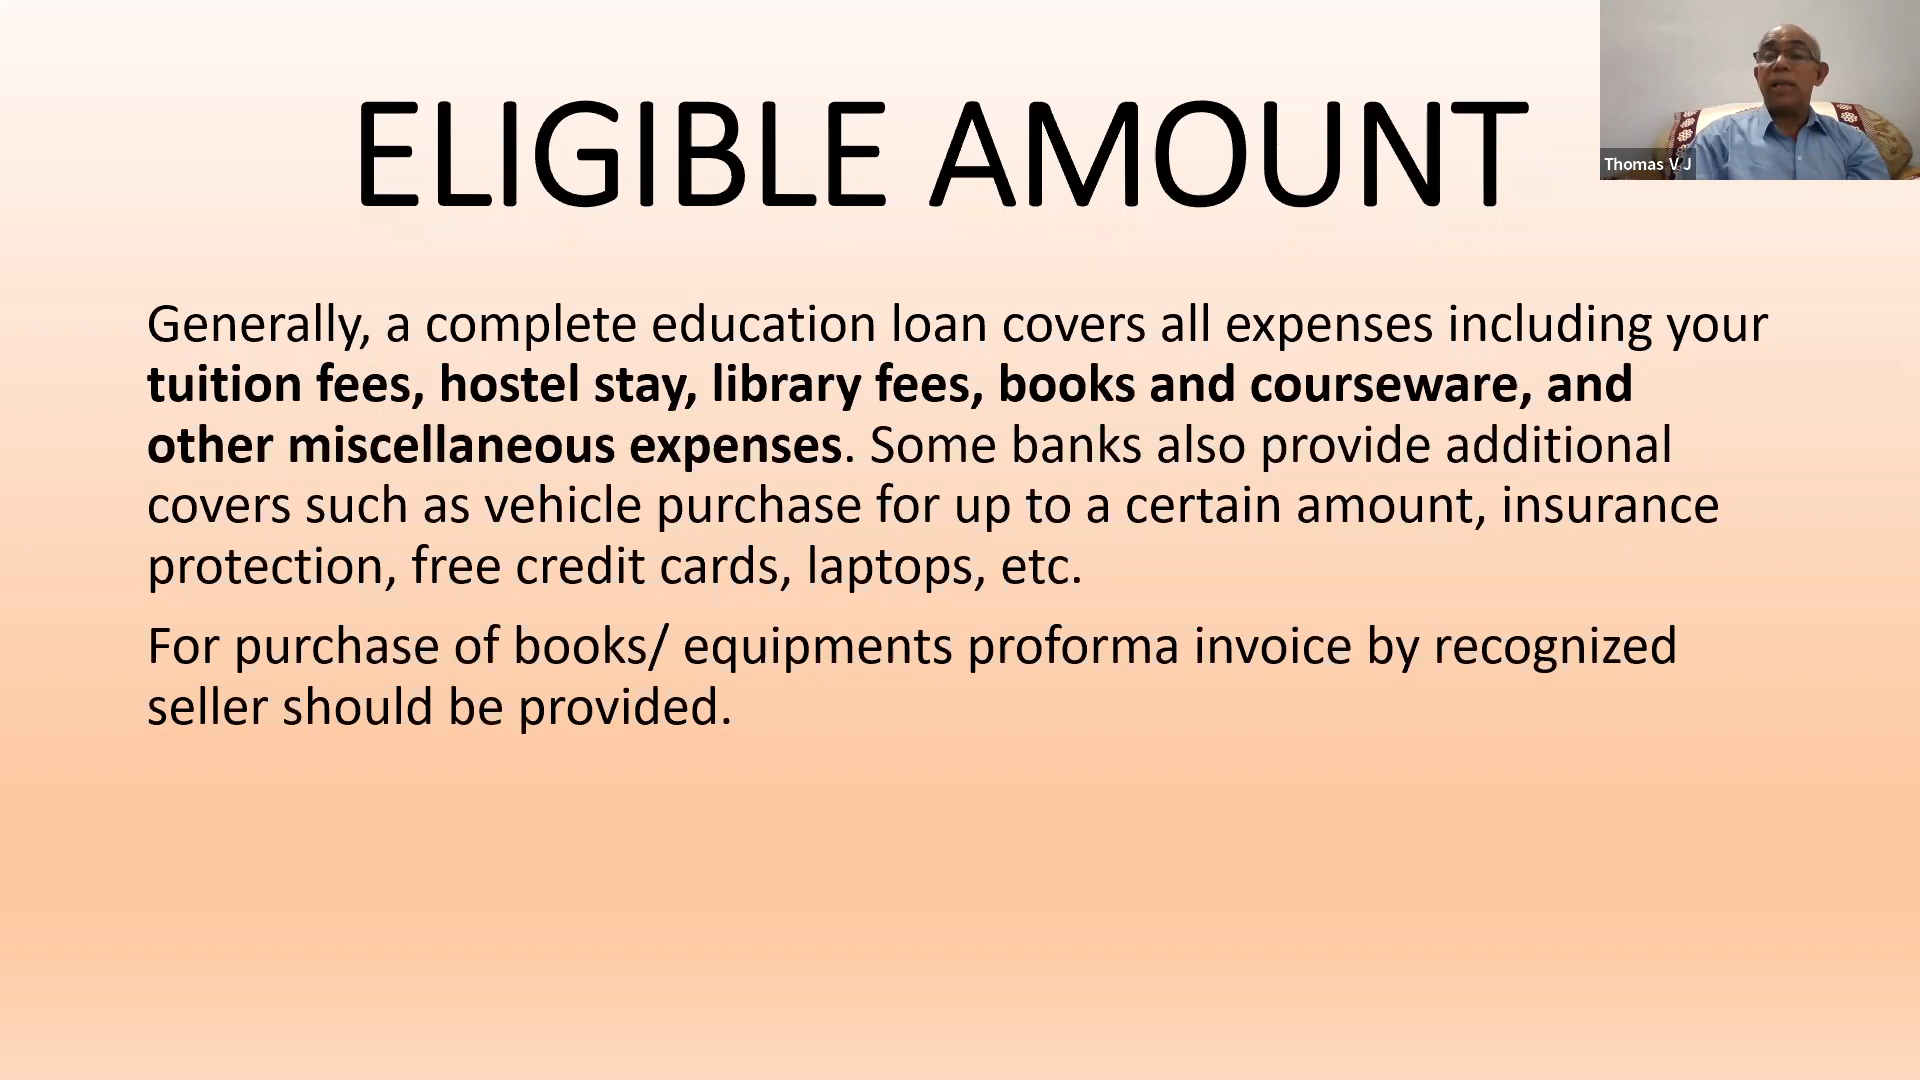 ELIGIBLE AMOUNT
Thomas V J
Generally, a complete education loan covers all expenses including your
tuition fees, hostel stay, library fees, books and courseware, and
other miscellaneous expenses. Some banks also provide additional
covers such as vehicle purchase for up to a certain amount, insurance
protection, free credit cards, laptops, etc.
For purchase of books/ equipments proforma invoice by recognized
seller should be provided.